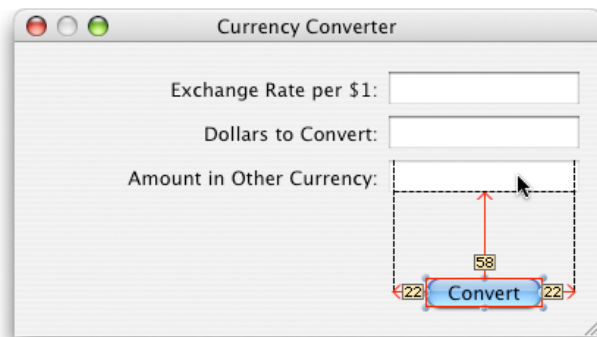 Currency Converter
Exchange Rate per $1:
Dollars to Convert:
Amount in Other Currency:
58
22 Convert 22